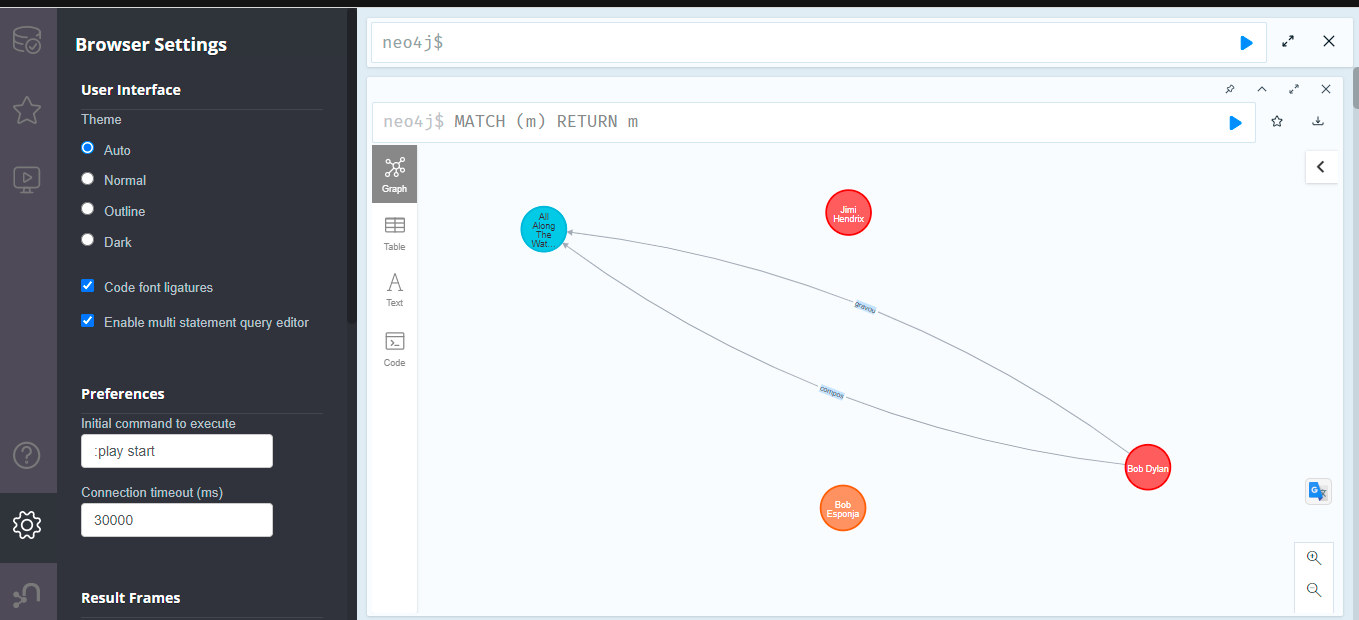 Browser Settings
User Interface
Theme
Auto
Normal
Outline
Dark
Code font ligatures
Enable multi statement query editor
Preferences
Initial command to execute
:play start
Connection timeout (ms)
30000
Result Frames
neo4j$
neo4j$ MATCH (m) RETURN m
Graph
Table
Text
Code
All
Along
The
Wat...
Jimi
Hendrix
gravou
compos
Bob Dylan
Bob
Esponja
G